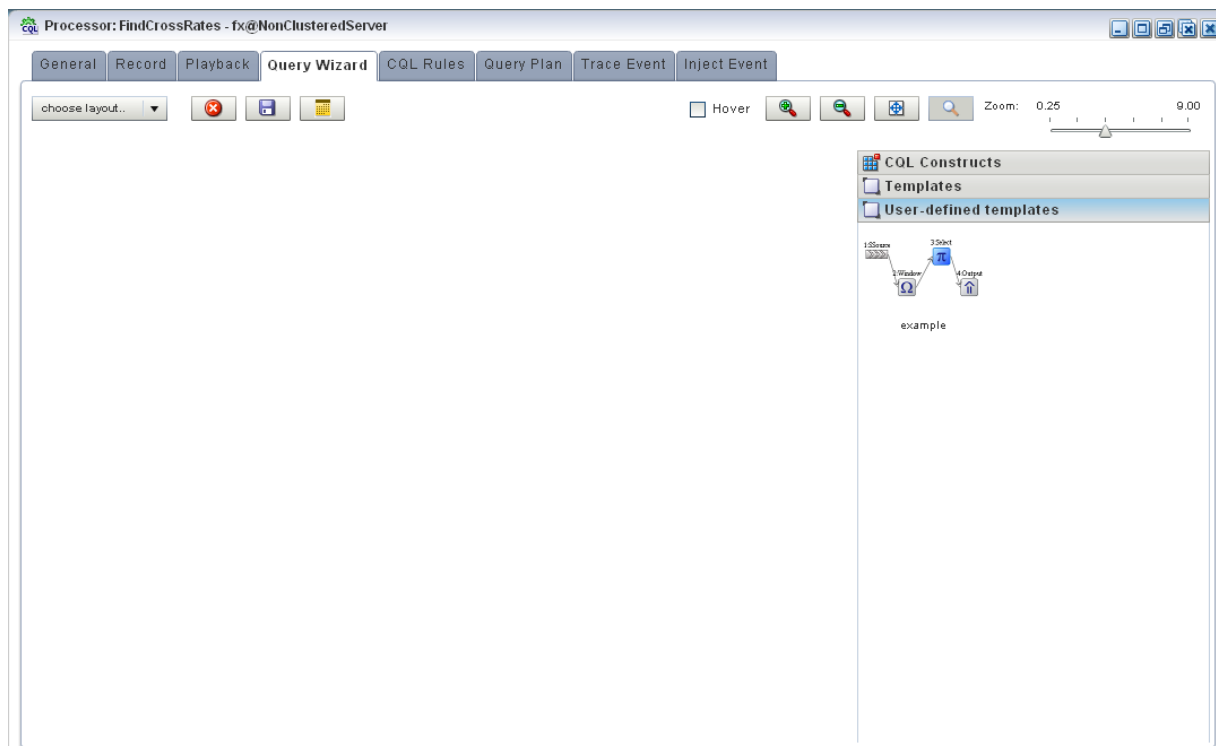 CQL Processor: FindCrossRates - fx@NonClusteredServer
General Record Playback Query Wizard CQL Rules Query Plan Trace Event Inject Event
choose layout.. Hover Zoom: 0.25 9.00
CQL Constructs
Templates
User-defined templates
1:SSource 3:Select
π
2:Window 4:Output
Ω
example